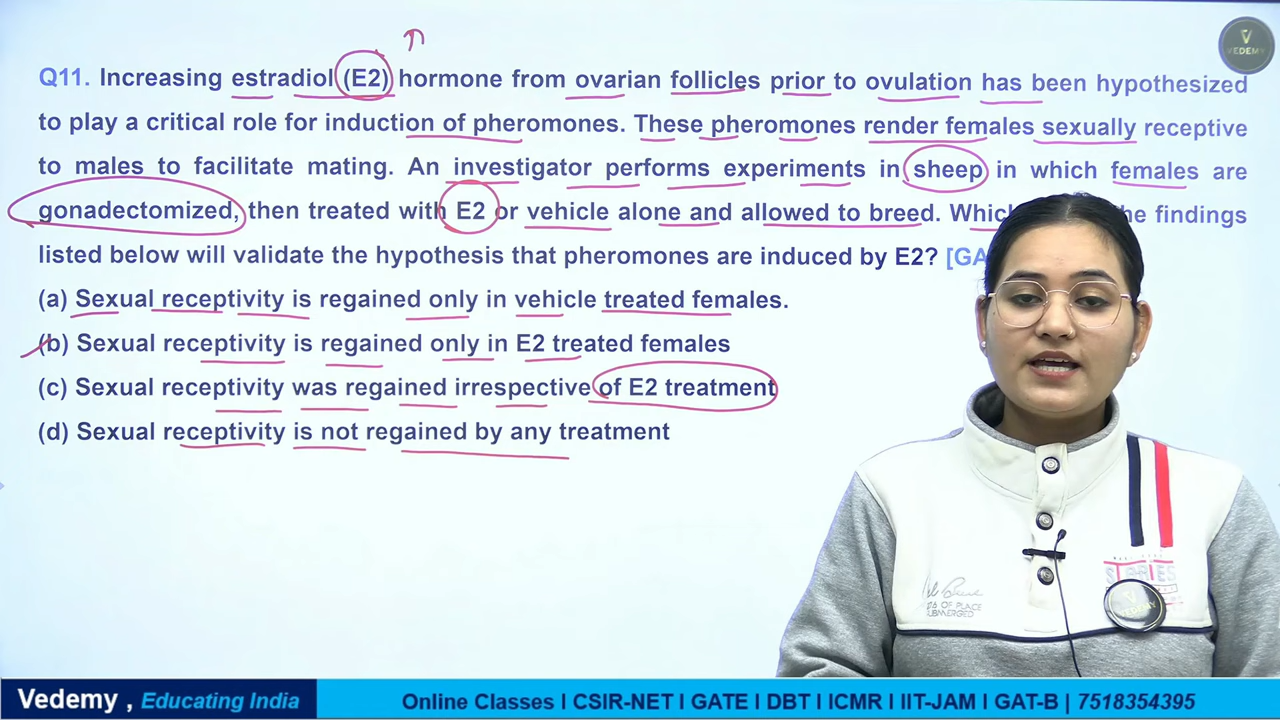 VEDEMY
Q11. Increasing estradiol (E2) hormone from ovarian follicles prior to ovulation has been hypothesized
to play a critical role for induction of pheromones. These pheromones render females sexually receptive
to males to facilitate mating. An investigator performs experiments in sheep in which females are
gonadectomized, then treated with E2 or vehicle alone and allowed to breed. Which the findings
listed below will validate the hypothesis that pheromones are induced by E2? [GA
(a) Sexual receptivity is regained only in vehicle treated females.
(b) Sexual receptivity is regained only in E2 treated females
(c) Sexual receptivity was regained irrespective of E2 treatment
(d) Sexual receptivity is not regained by any treatment
STORIES
OF PLACE
SUBMERGED
VEDEMY
Vedemy , Educating India
Online Classes I CSIR-NET I GATE I DBT I ICMR I IIT-JAM I GAT-B | 7518354395